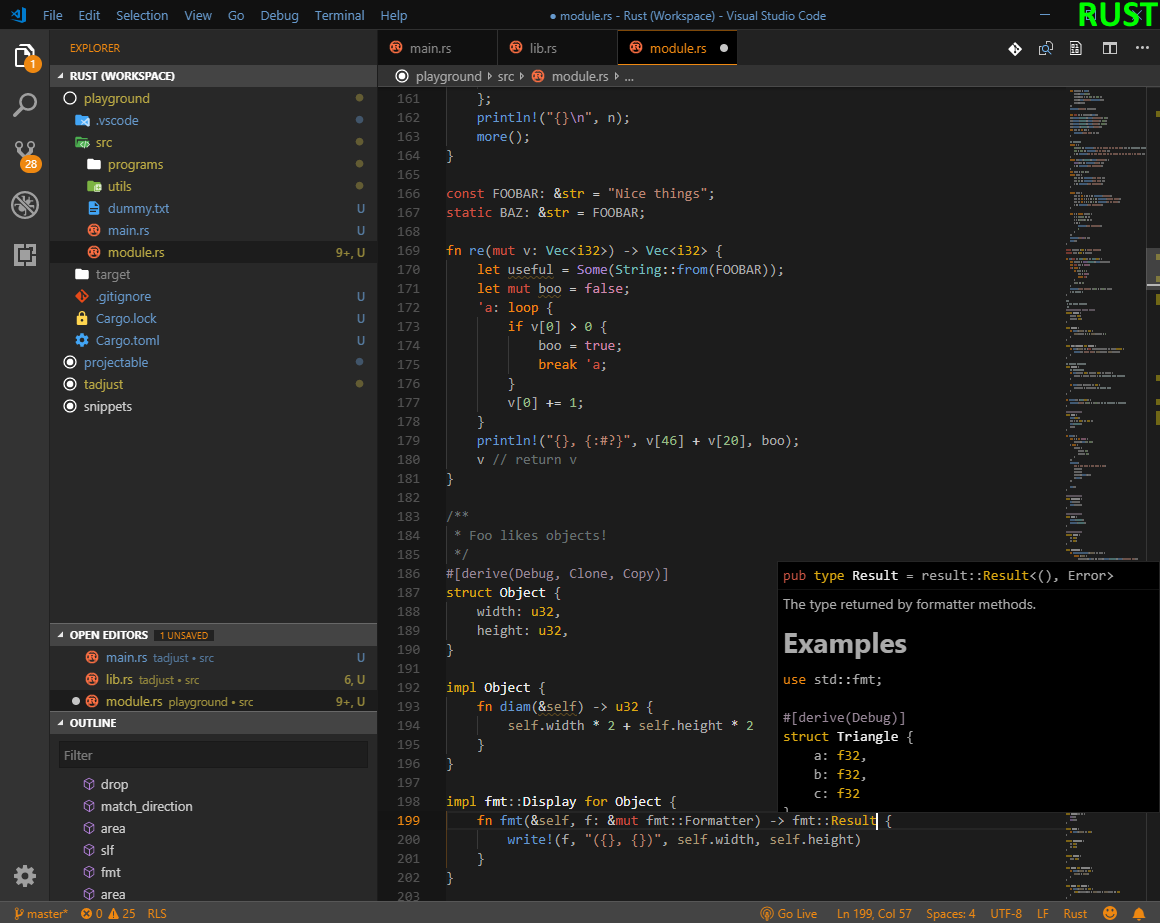 File Edit Selection View Go Debug Terminal Help
● module.rs - Rust (Workspace) - Visual Studio Code
RUST
1
28
EXPLORER
RUST (WORKSPACE)
playground
.vscode
src
programs
utils
dummy.txt U
main.rs U
module.rs 9+, U
target
.gitignore U
Cargo.lock U
Cargo.toml U
projectable
tadjust
snippets
OPEN EDITORS 1 UNSAVED
main.rs tadjust • src U
lib.rs tadjust • src 6, U
module.rs playground • src 9+, U
OUTLINE
Filter
drop
match_direction
area
slf
fmt
area
main.rs lib.rs module.rs
playground src module.rs ...
161 };
162 println!("{}\n", n);
163 more();
164 }
165
166 const FOOBAR: &str = "Nice things";
167 static BAZ: &str = FOOBAR;
168
169 fn re(mut v: Vec<i32>) -> Vec<i32> {
170 let useful = Some(String::from(FOOBAR));
171 let mut boo = false;
172 'a: loop {
173 if v[0] > 0 {
174 boo = true;
175 break 'a;
176 }
177 v[0] += 1;
178 }
179 println!("{}, {:#?}", v[46] + v[20], boo);
180 v // return v
181 }
182
183 /**
184 * Foo likes objects!
185 */
186 #[derive(Debug, Clone, Copy)]
187 struct Object {
188 width: u32,
189 height: u32,
190 }
191
192 impl Object {
193 fn diam(&self) -> u32 {
194 self.width * 2 + self.height * 2
195 }
196 }
197
198 impl fmt::Display for Object {
199 fn fmt(&self, f: &mut fmt::Formatter) -> fmt::Result {
200 write!(f, "({}, {})", self.width, self.height)
201 }
202 }
203
pub type Result = result::Result<(), Error>
The type returned by formatter methods.
Examples
use std::fmt;
#[derive(Debug)]
struct Triangle {
a: f32,
b: f32,
c: f32
}
master* 0 25 RLS Go Live Ln 199, Col 57 Spaces: 4 UTF-8 LF Rust